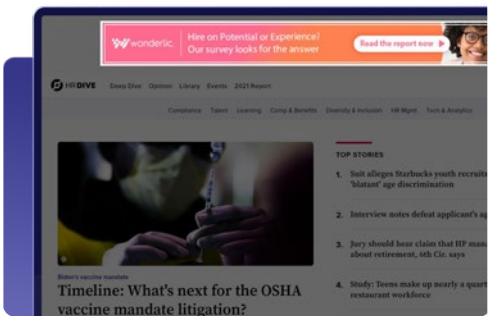 wonderlic
Hire on Potential or Experience?
Our survey looks for the answer
Read the report now
HR DIVE
Deep Dive Opinion Library Events 2021 Report
Compliance Talent Learning Comp & Benefits Diversity & Inclusion HR Mgmt Tech & Analytics
Biden's vaccine mandate
Timeline: What's next for the OSHA
vaccine mandate litigation?
TOP STORIES
1. Suit alleges Starbucks youth recruit
'blatant' age discrimination
2. Interview notes defeat applicant's
3. Jury should hear claim that HP
about retirement, 6th Cir. says
4. Study: Teens make up nearly a
restaurant workforce